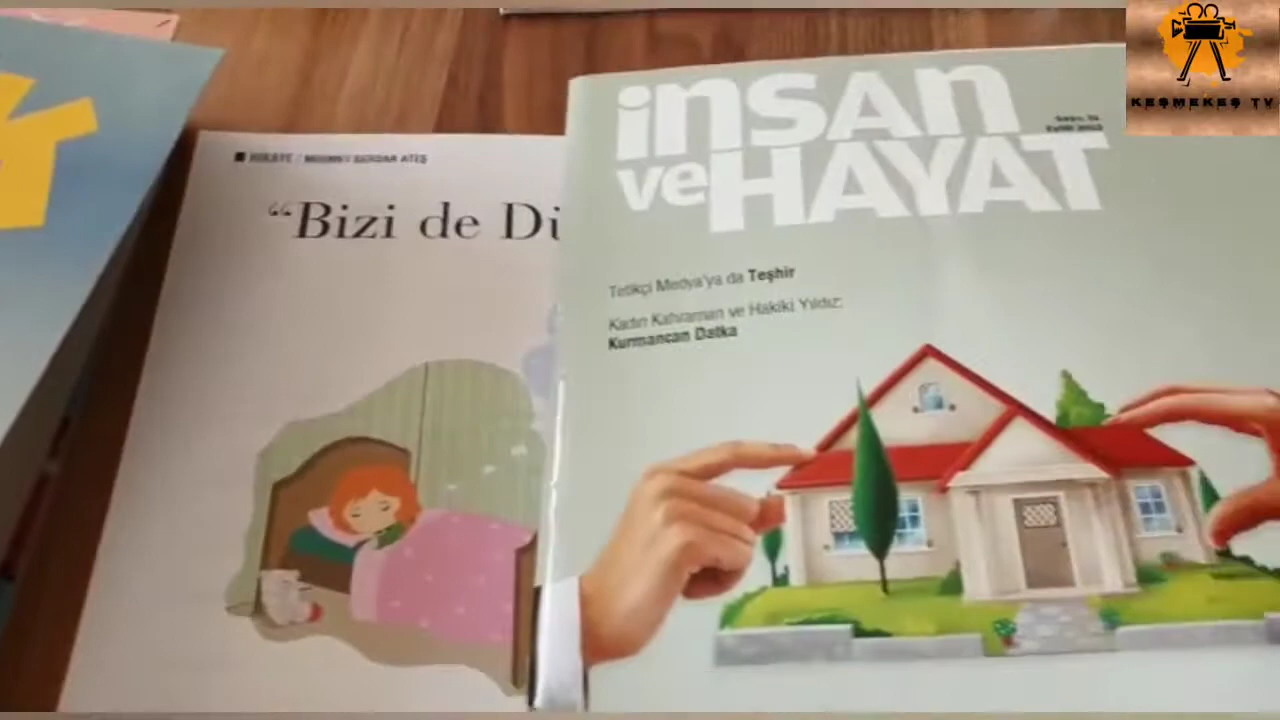 KEŞMEKEŞ TV
HİKAYE / MEHMET SERDAR ATEŞ
“Bizi de Dü
insan
ve HAYAT
Tetikçi Medya'ya da Teşhir
Kadın Kahraman ve Hakiki Yıldız:
Kurmancan Datka